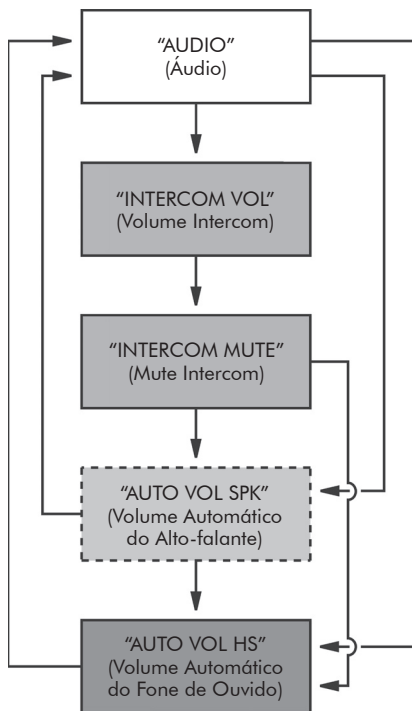 “AUDIO”
(Áudio)
“INTERCOM VOL”
(Volume Intercom)
“INTERCOM MUTE”
(Mute Intercom)
“AUTO VOL SPK”
(Volume Automático
do Alto-falante)
“AUTO VOL HS”
(Volume Automático
do Fone de Ouvido)